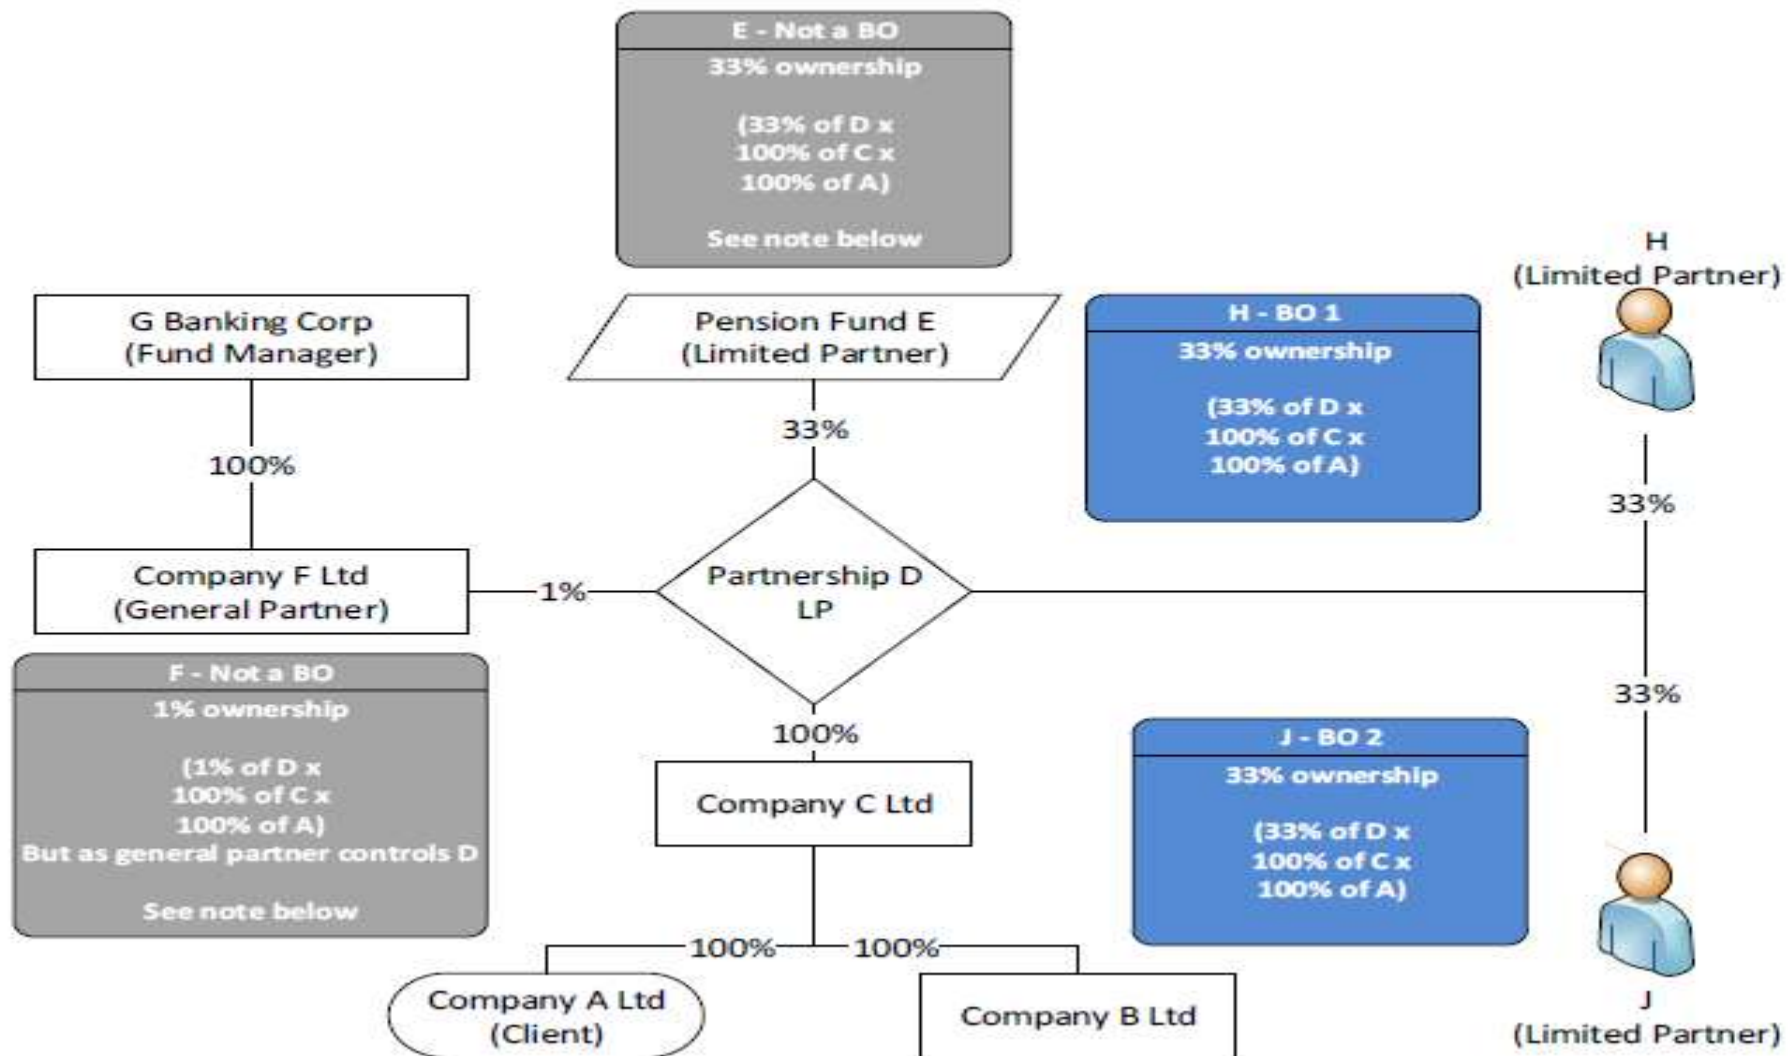 E - Not a BO
33% ownership
(33% of D x
100% of C x
100% of A)
See note below
H
(Limited Partner)
G Banking Corp
(Fund Manager)
Pension Fund E
(Limited Partner)
H - BO 1
33% ownership
(33% of D x
100% of C x
100% of A)
33%
100%
33%
Company F Ltd
(General Partner)
1%
Partnership D
LP
F - Not a BO
1% ownership
(1% of D x
100% of C x
100% of A)
But as general partner controls D
See note below
33%
100%
Company C Ltd
J - BO 2
33% ownership
(33% of D x
100% of C x
100% of A)
100%
100%
Company A Ltd
(Client)
Company B Ltd
J
(Limited Partner)